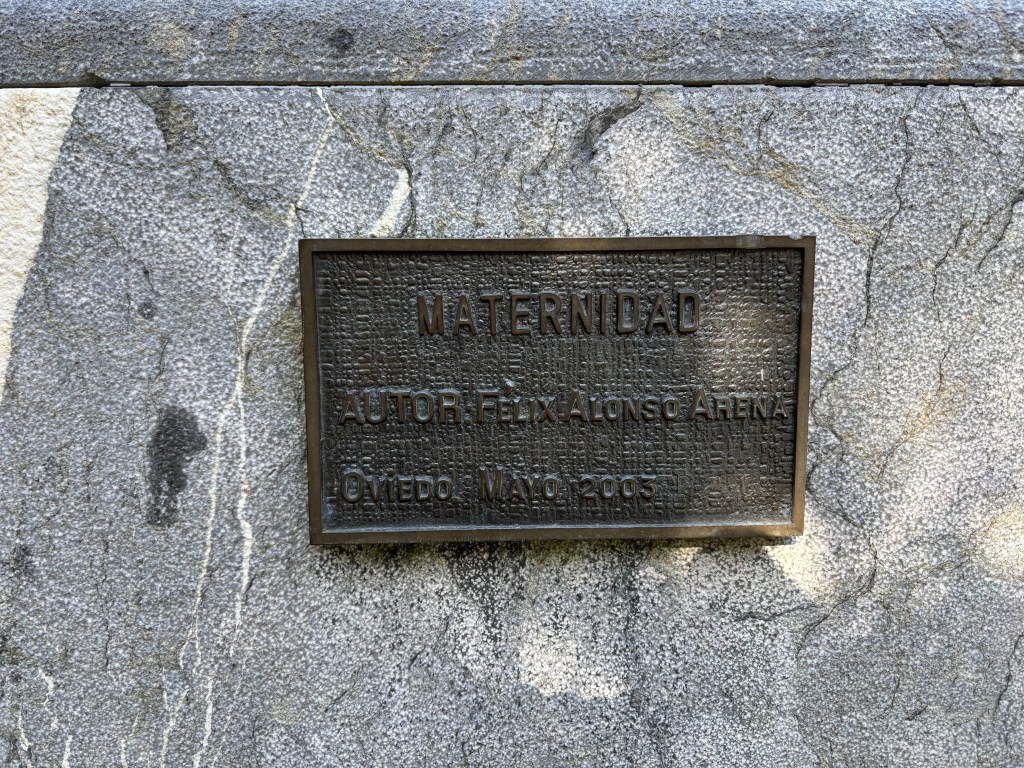 MATERNIDAD
AUTOR. FÉLIX ALONSO ARENA
OVIEDO, MAYO 2003